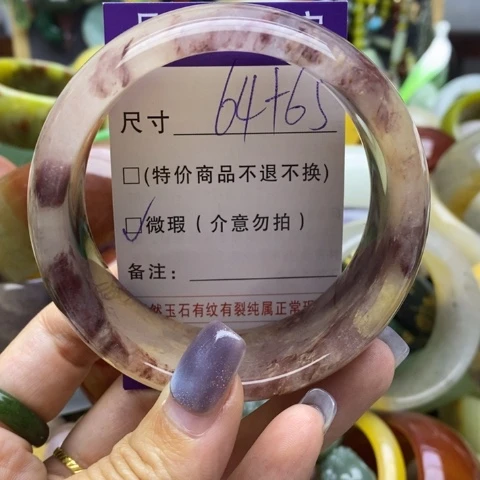 尺寸 64+65
□(特价商品不退不换)
☑微瑕(介意勿拍)
备注:
然玉石有纹有裂纯属正常现